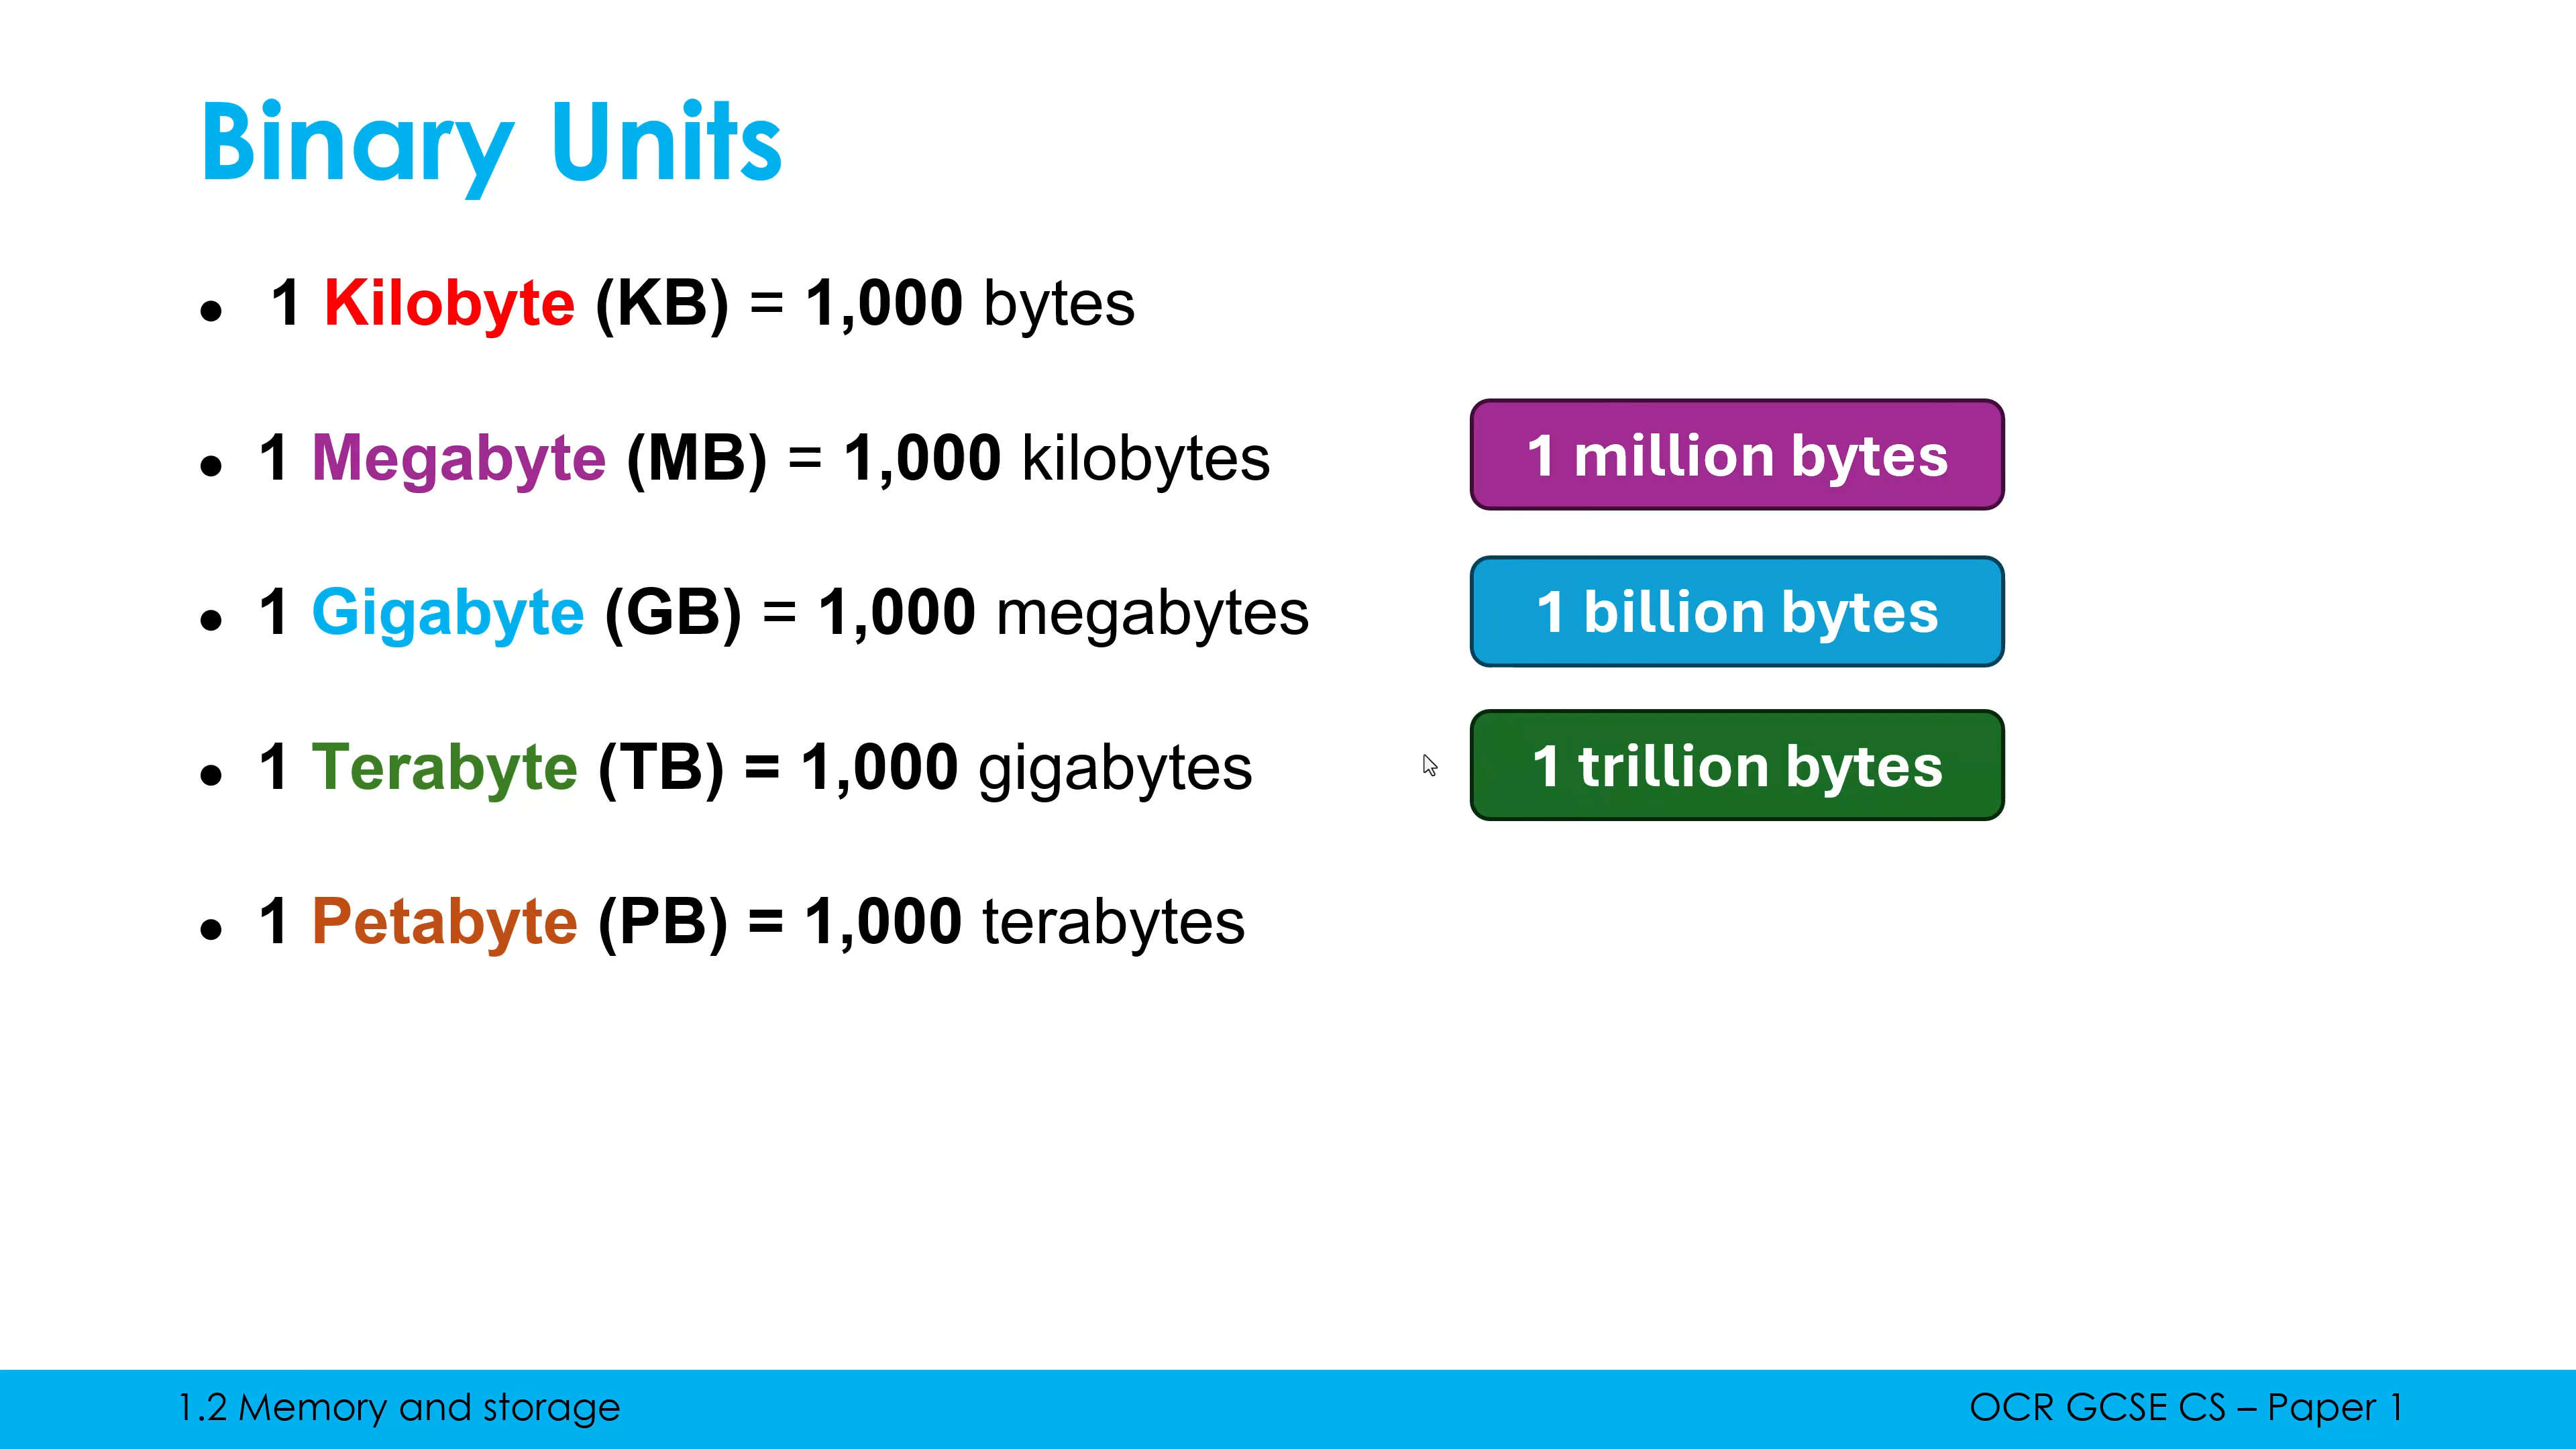 Binary Units
• 1 Kilobyte (KB) = 1,000 bytes
• 1 Megabyte (MB) = 1,000 kilobytes
1 million bytes
• 1 Gigabyte (GB) = 1,000 megabytes
1 billion bytes
• 1 Terabyte (TB) = 1,000 gigabytes
1 trillion bytes
• 1 Petabyte (PB) = 1,000 terabytes
1.2 Memory and storage
OCR GCSE CS – Paper 1